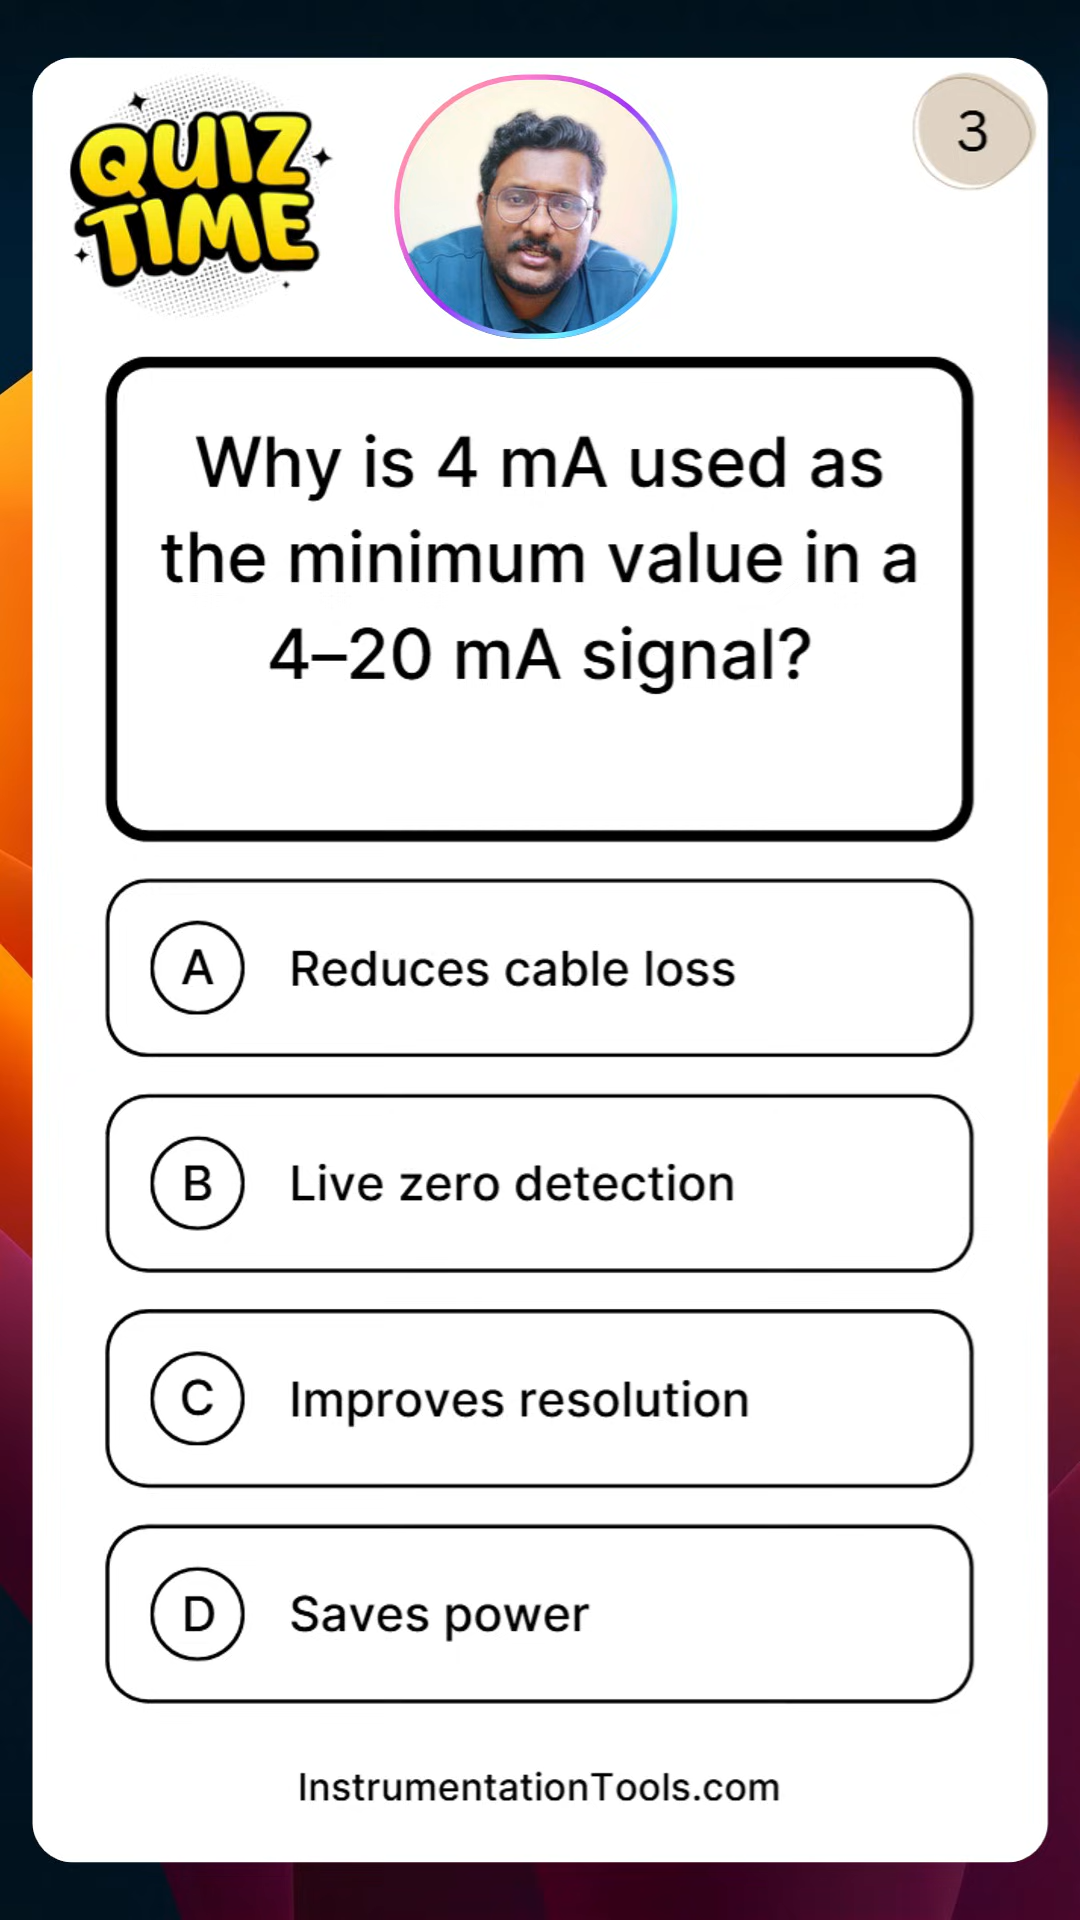 QUIZ
TIME
3
Why is 4 mA used as
the minimum value in a
4–20 mA signal?
A Reduces cable loss
B Live zero detection
C Improves resolution
D Saves power
InstrumentationTools.com